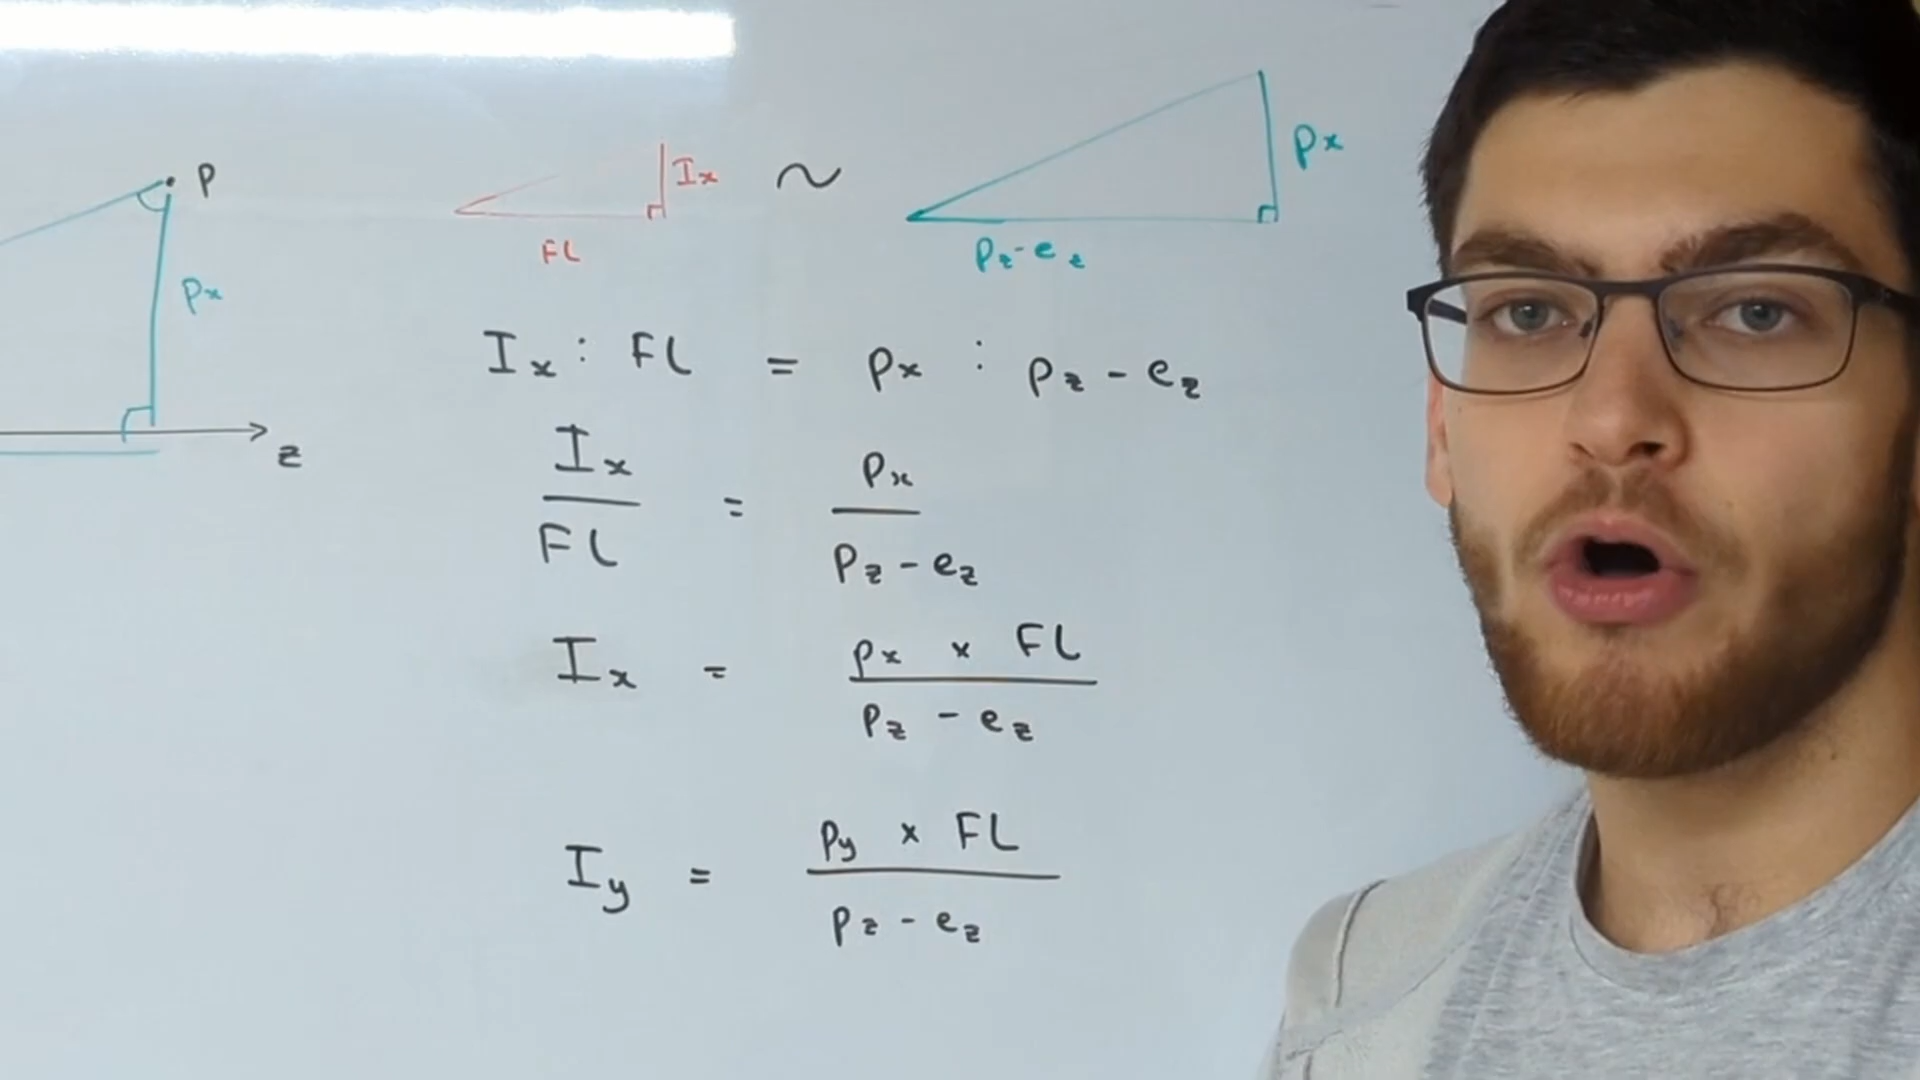 P
Px
z
Ix
FL
~
Px
Pz-ez
Ix : FL = Px : Pz - ez
Ix / FL = Px / Pz - ez
Ix = Px x FL / Pz - ez
Iy = Py x FL / Pz - ez